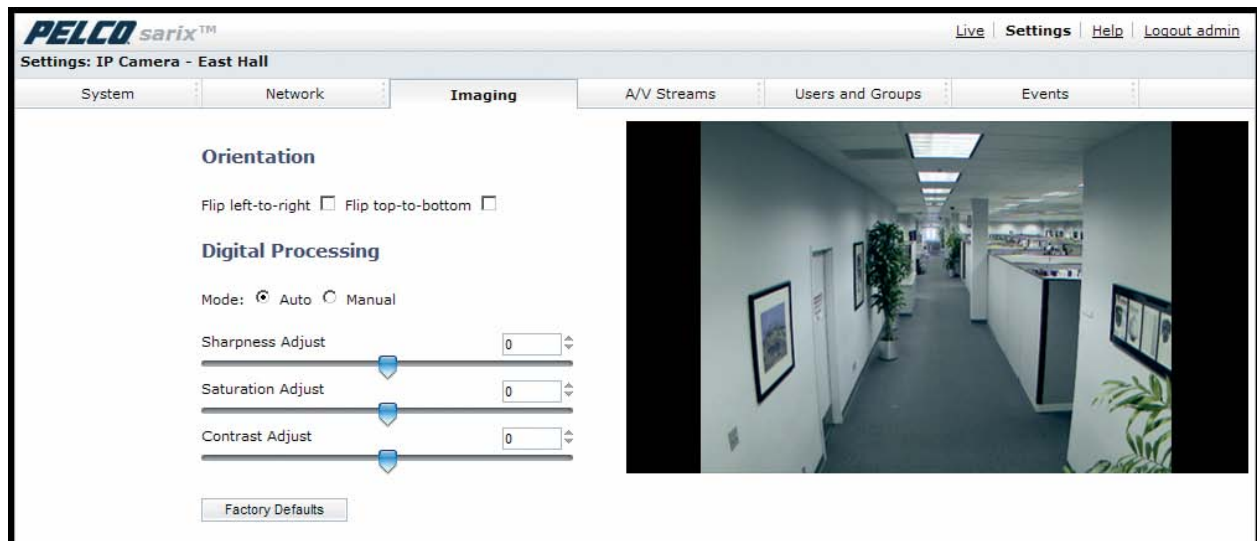 PELCO sarix™
Live | Settings | Help | Logout admin
Settings: IP Camera - East Hall
System Network Imaging A/V Streams Users and Groups Events
Orientation
Flip left-to-right Flip top-to-bottom
Digital Processing
Mode: Auto Manual
Sharpness Adjust 0
Saturation Adjust 0
Contrast Adjust 0
Factory Defaults